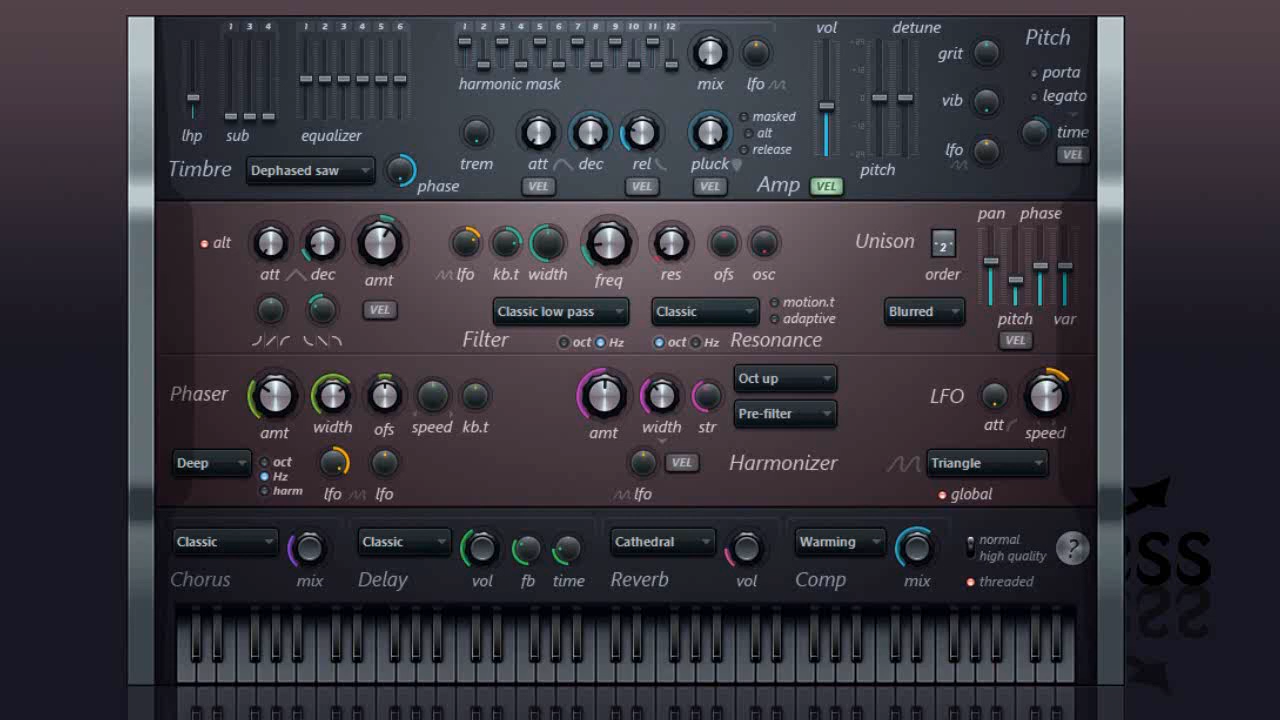 1 3 4 1 2 3 4 5 6 1 2 3 4 5 6 7 8 9 10 11 12
vol detune
Pitch
grit
porta
legato
harmonic mask mix lfo
vib
lhp sub equalizer
masked
alt
release
time
VEL
trem att dec rel pluck
lfo
pitch
Timbre Dephased saw phase
VEL VEL VEL
Amp VEL
pan phase
alt
Unison 2
order
att dec amt
lfo kb.t width freq res ofs osc
VEL
Classic low pass Classic
motion.t
adaptive
Blurred
pitch var
VEL
Filter oct Hz oct Hz Resonance
Phaser
Oct up
LFO
amt width ofs speed kb.t
amt width str
Pre-filter
att speed
Deep
oct
Hz
harm
lfo lfo
VEL
lfo
Harmonizer
Triangle
global
Classic Classic Cathedral Warming
normal
high quality
?
threaded
Chorus mix Delay vol fb time Reverb vol Comp mix
SS